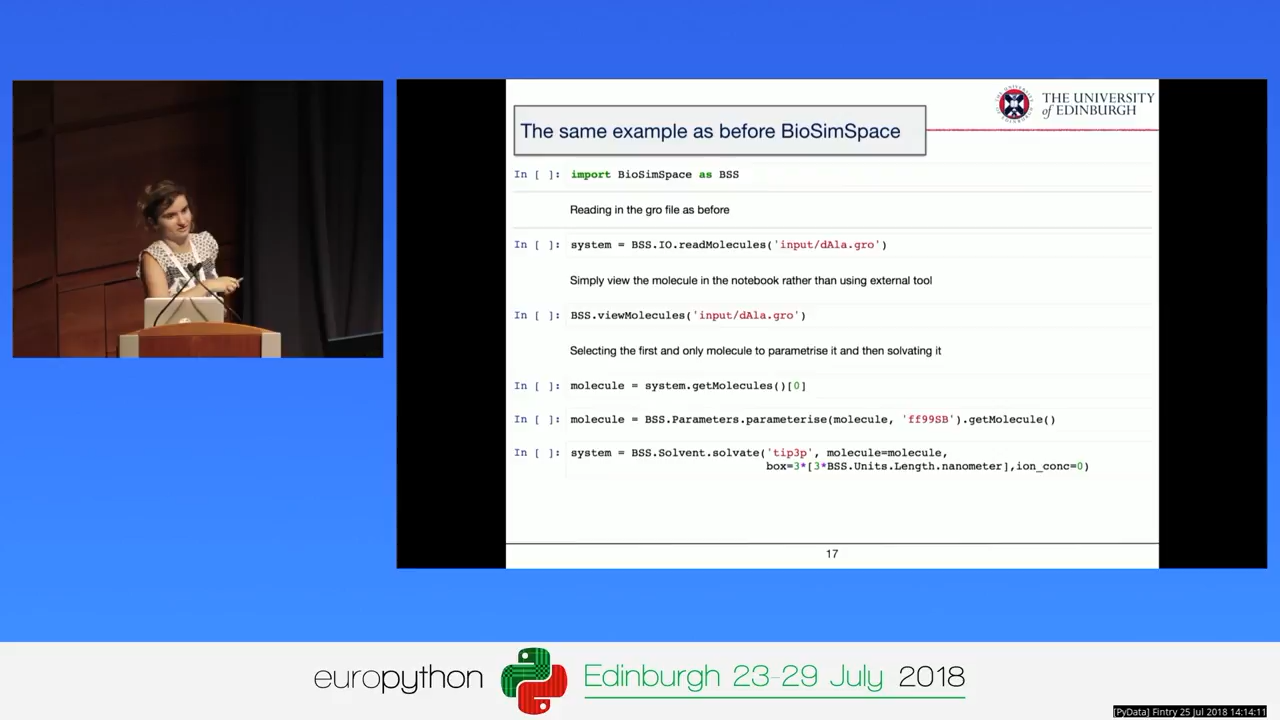 THE UNIVERSITY
of EDINBURGH
The same example as before BioSimSpace
In [ ]: import BioSimSpace as BSS
Reading in the gro file as before
In [ ]: system = BSS.IO.readMolecules('input/dAla.gro')
Simply view the molecule in the notebook rather than using external tool
In [ ]: BSS.viewMolecules('input/dAla.gro')
Selecting the first and only molecule to parametrise it and then solvating it
In [ ]: molecule = system.getMolecules()[0]
In [ ]: molecule = BSS.Parameters.parameterise(molecule, 'ff99SB').getMolecule()
In [ ]: system = BSS.Solvent.solvate('tip3p', molecule=molecule,
box=3*[3*BSS.Units.Length.nanometer],ion_conc=0)
17
europython Edinburgh 23-29 July 2018
[PyData] Fintry 25 Jul 2018 14:14:11